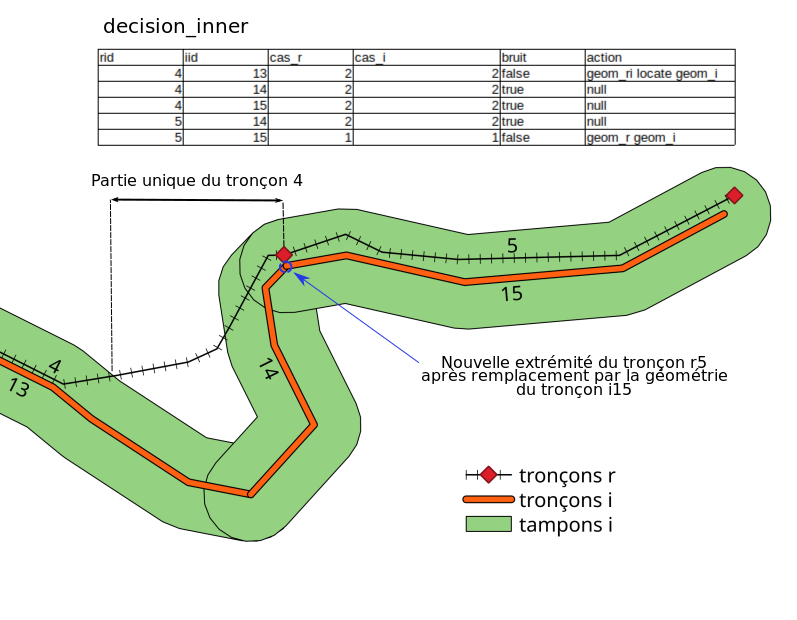 decision_inner
rid iid cas_r cas_i bruit action
4 13 2 2 false geom_ri locate geom_i
4 14 2 2 true null
4 15 2 2 true null
5 14 2 2 true null
5 15 1 1 false geom_r geom_i
Partie unique du tronçon 4
5
15
4
13
14
Nouvelle extrémité du tronçon r5
après remplacement par la géométrie
du tronçon i15
tronçons r
tronçons i
tampons i